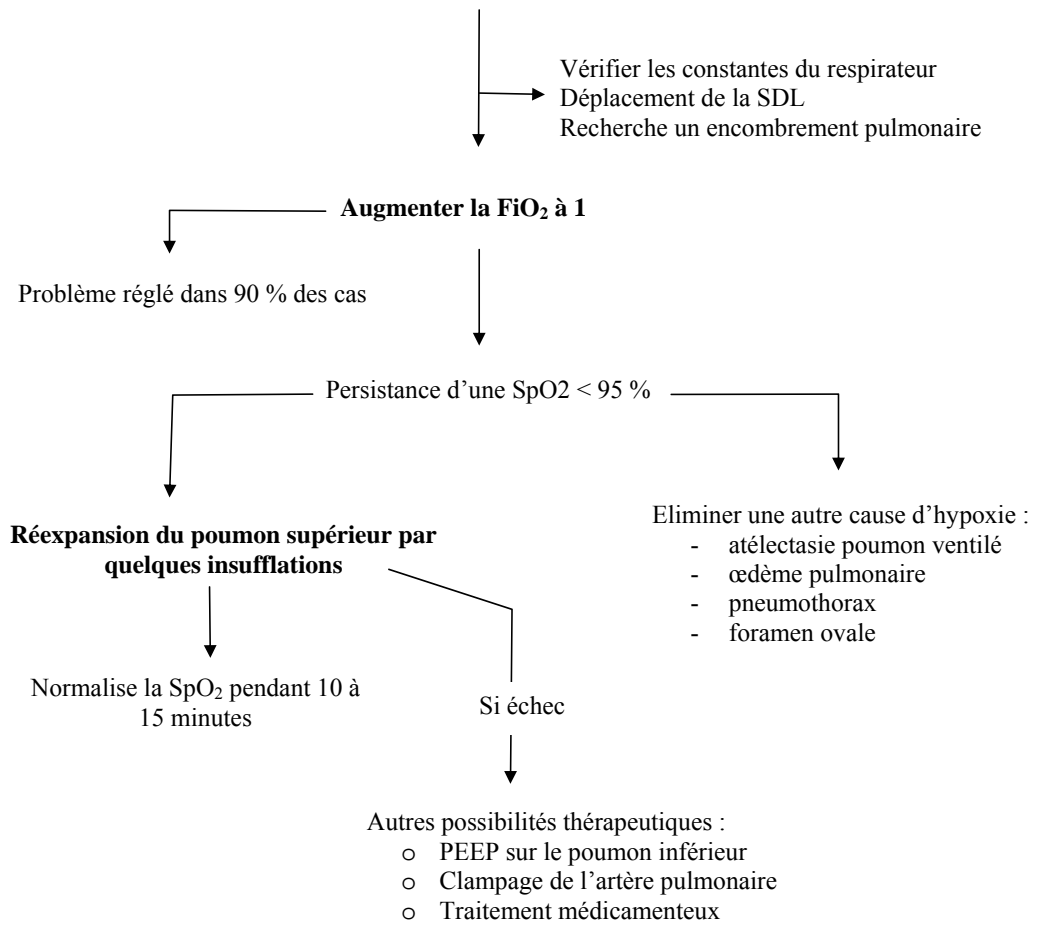 Vérifier les constantes du respirateur
Déplacement de la SDL
Recherche un encombrement pulmonaire
Augmenter la FiO₂ à 1
Problème réglé dans 90 % des cas
Persistance d’une SpO2 < 95 %
Réexpansion du poumon supérieur par
quelques insufflations
Eliminer une autre cause d’hypoxie :
- atélectasie poumon ventilé
- œdème pulmonaire
- pneumothorax
- foramen ovale
Normalise la SpO₂ pendant 10 à
15 minutes
Si échec
Autres possibilités thérapeutiques :
o PEEP sur le poumon inférieur
o Clampage de l’artère pulmonaire
o Traitement médicamenteux